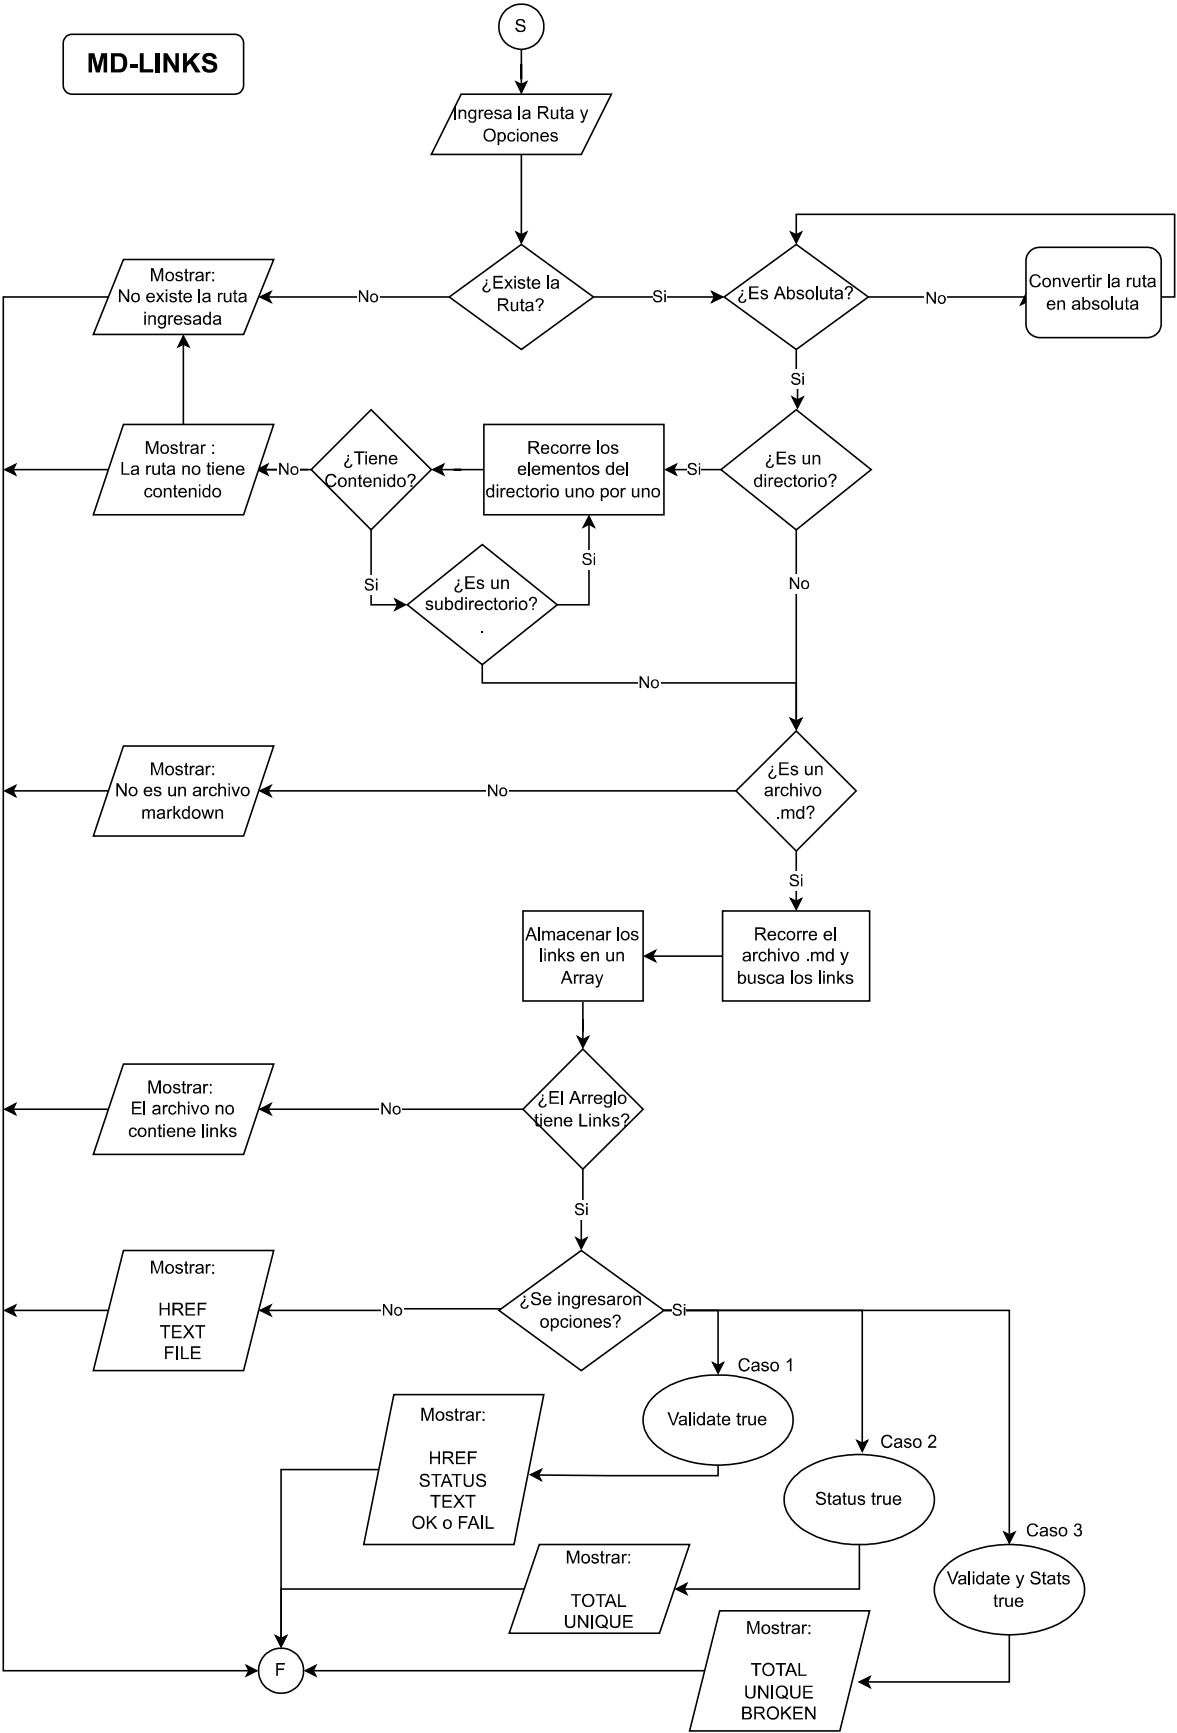 S
MD-LINKS
Ingresa la Ruta y
Opciones
Mostrar:
No existe la ruta
ingresada
No
¿Existe la
Ruta?
Si
¿Es Absoluta?
No
Convertir la ruta
en absoluta
Si
Mostrar :
La ruta no tiene
contenido
No
¿Tiene
Contenido?
Recorre los
elementos del
directorio uno por uno
Si
¿Es un
directorio?
Si
¿Es un
subdirectorio?
.
Si
No
No
Mostrar:
No es un archivo
markdown
No
¿Es un
archivo
.md?
Si
Almacenar los
links en un
Array
Recorre el
archivo .md y
busca los links
Mostrar:
El archivo no
contiene links
No
¿El Arreglo
tiene Links?
Si
Mostrar:
HREF
TEXT
FILE
No
¿Se ingresaron
opciones?
Si
Caso 1
Validate true
Mostrar:
HREF
STATUS
TEXT
OK o FAIL
Caso 2
Status true
Mostrar:
TOTAL
UNIQUE
Caso 3
Validate y Stats
true
Mostrar:
TOTAL
UNIQUE
BROKEN
F